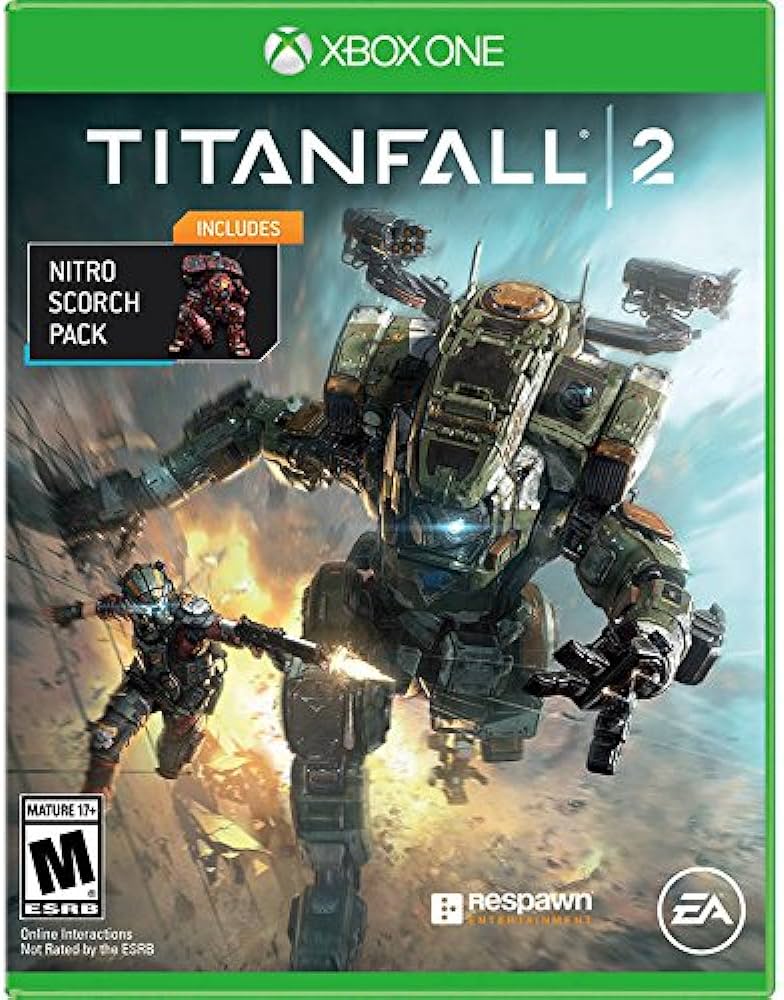 XBOX ONE
TITANFALL® | 2
INCLUDES
NITRO
SCORCH
PACK
MATURE 17+
M®
ESRB
Online Interactions
Not Rated by the ESRB
Respawn™
ENTERTAINMENT
EA